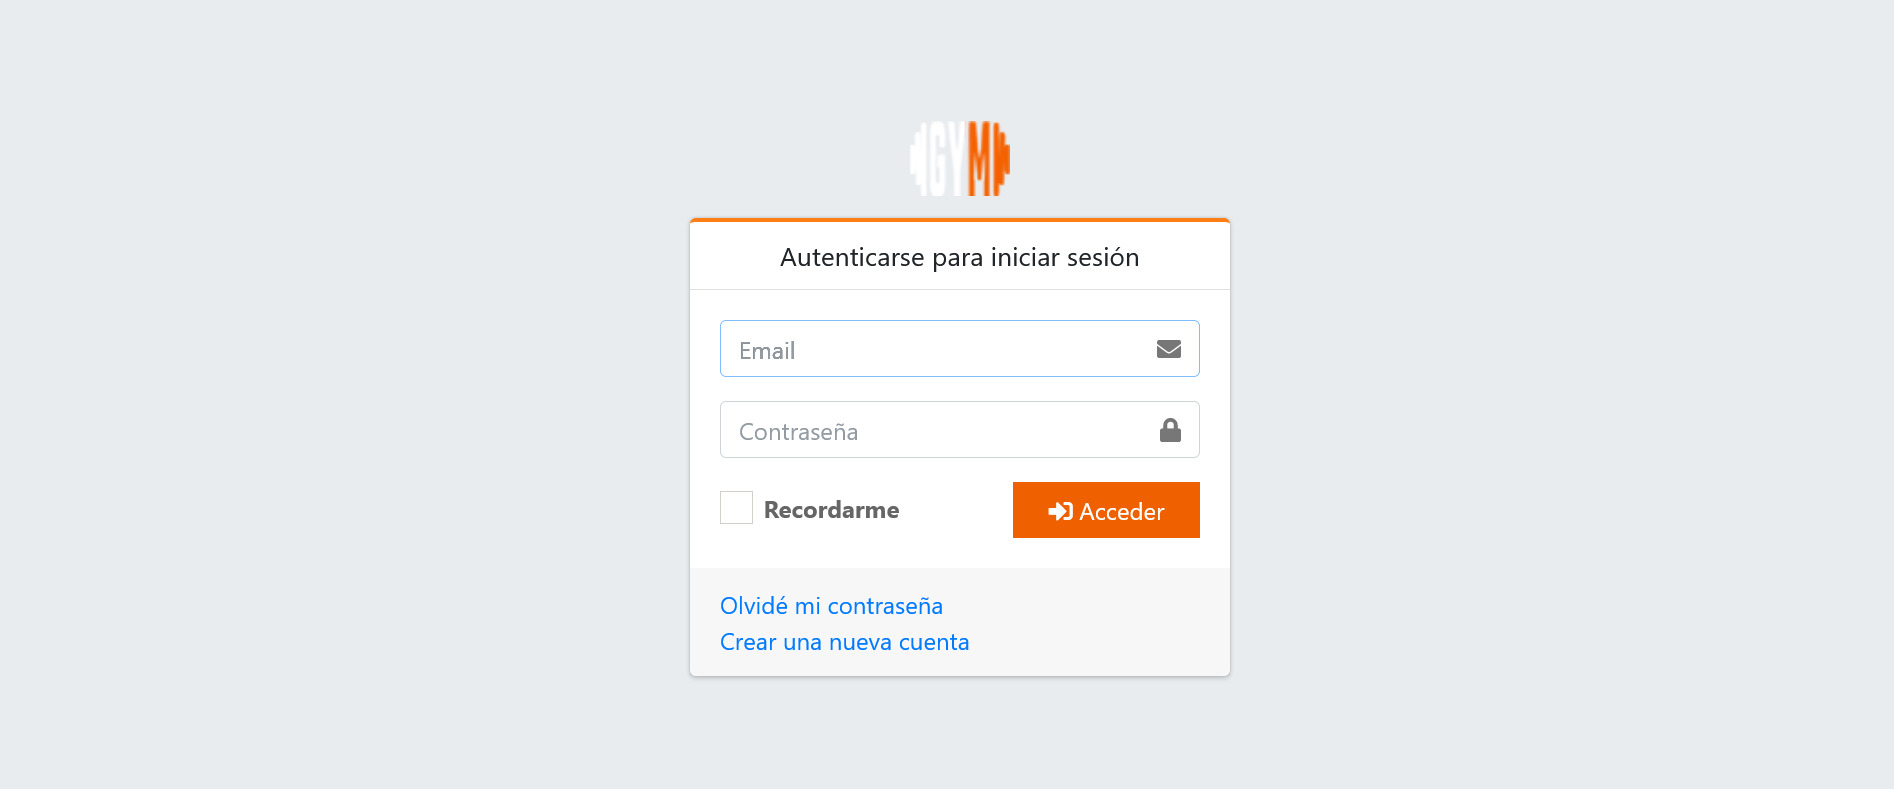 GYM
Autenticarse para iniciar sesión
Email
Contraseña
Recordarme
Acceder
Olvidé mi contraseña
Crear una nueva cuenta